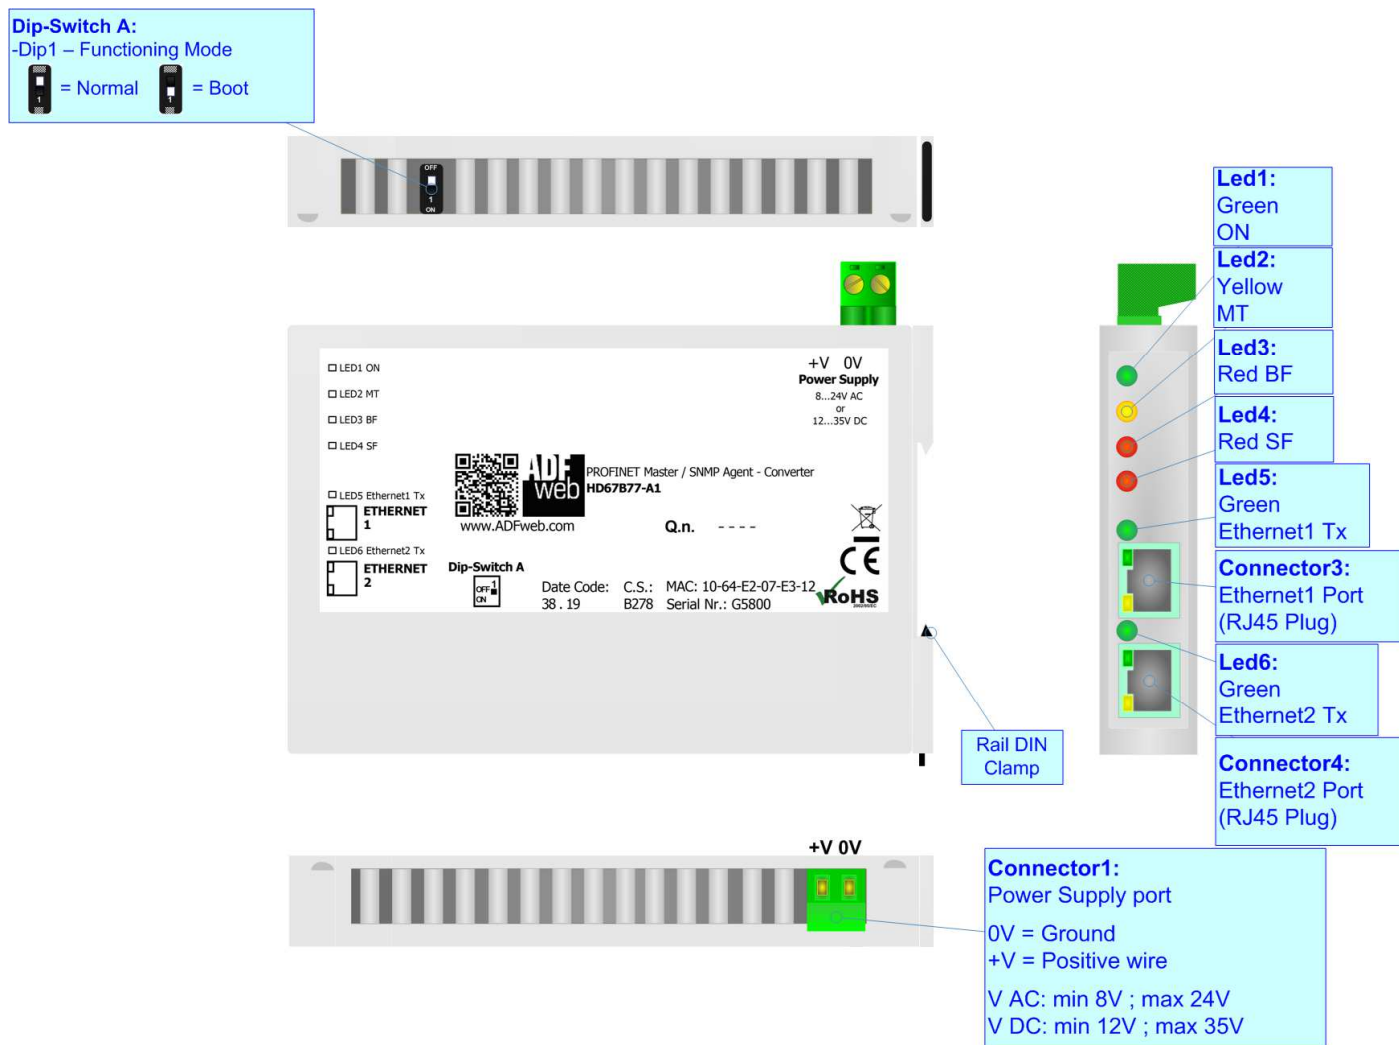 Dip-Switch A:
-Dip1 – Functioning Mode
1 = Normal 1 = Boot
OFF
1
ON
LED1 ON
LED2 MT
LED3 BF
LED4 SF
LED5 Ethernet1 Tx
ETHERNET
1
LED6 Ethernet2 Tx
ETHERNET
2
+V 0V
Power Supply
8...24V AC
or
12...35V DC
ADF
web
www.ADFweb.com
PROFINET Master / SNMP Agent - Converter
HD67B77-A1
Q.n. - - - -
Dip-Switch A
1
OFF
ON
Date Code: C.S.: MAC: 10-64-E2-07-E3-12
38 . 19 B278 Serial Nr.: G5800
CE
RoHS
2002/95/EC
Rail DIN
Clamp
Led1:
Green
ON
Led2:
Yellow
MT
Led3:
Red BF
Led4:
Red SF
Led5:
Green
Ethernet1 Tx
Connector3:
Ethernet1 Port
(RJ45 Plug)
Led6:
Green
Ethernet2 Tx
Connector4:
Ethernet2 Port
(RJ45 Plug)
+V 0V
Connector1:
Power Supply port
0V = Ground
+V = Positive wire
V AC: min 8V ; max 24V
V DC: min 12V ; max 35V